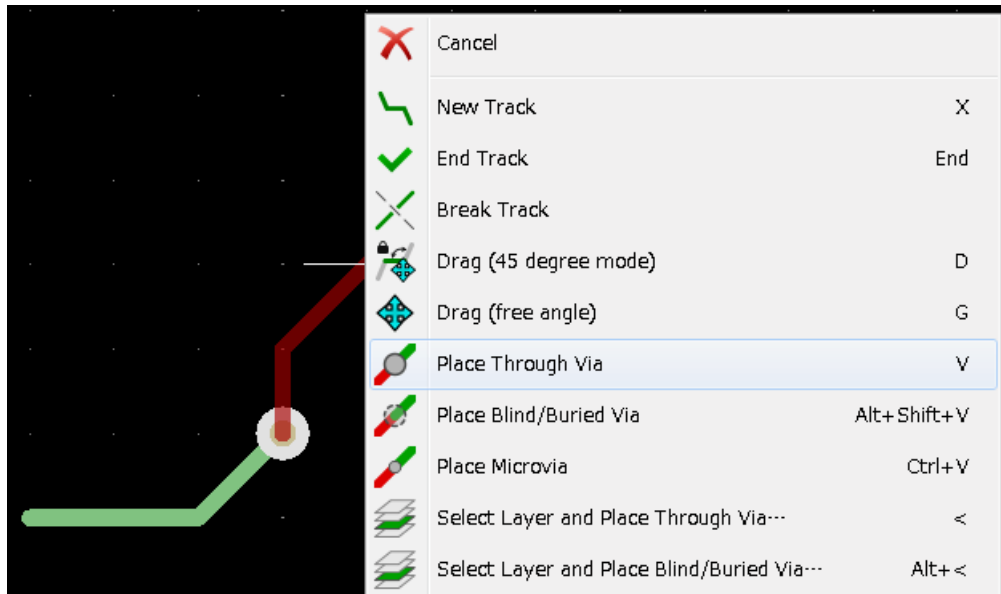 Cancel
New Track X
End Track End
Break Track
Drag (45 degree mode) D
Drag (free angle) G
Place Through Via V
Place Blind/Buried Via Alt+Shift+V
Place Microvia Ctrl+V
Select Layer and Place Through Via... <
Select Layer and Place Blind/Buried Via... Alt+<